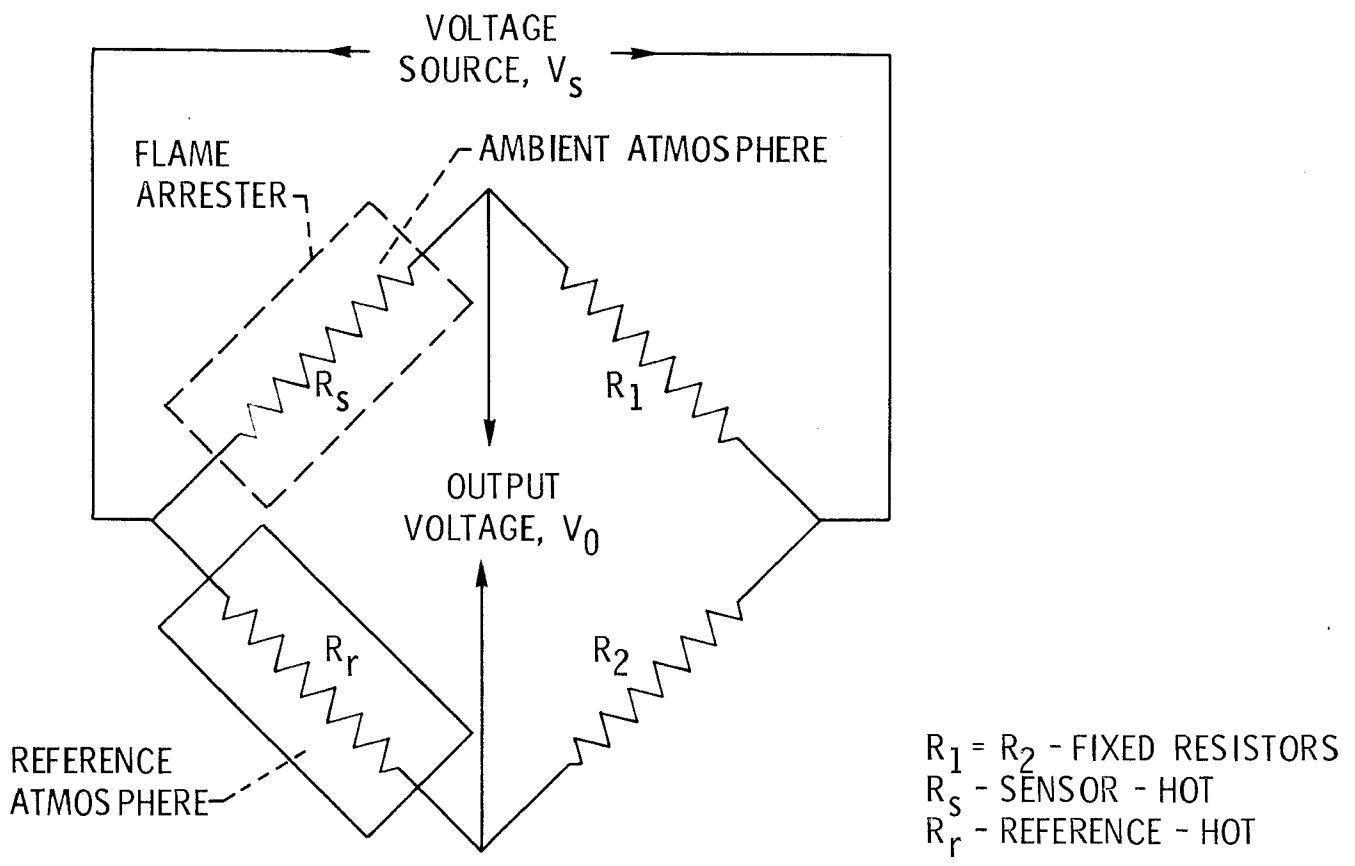 VOLTAGE
SOURCE, Vs
FLAME
ARRESTER
AMBIENT ATMOSPHERE
Rs
R1
OUTPUT
VOLTAGE, V0
Rr
R2
REFERENCE
ATMOSPHERE
R1 = R2 - FIXED RESISTORS
Rs - SENSOR - HOT
Rr - REFERENCE - HOT